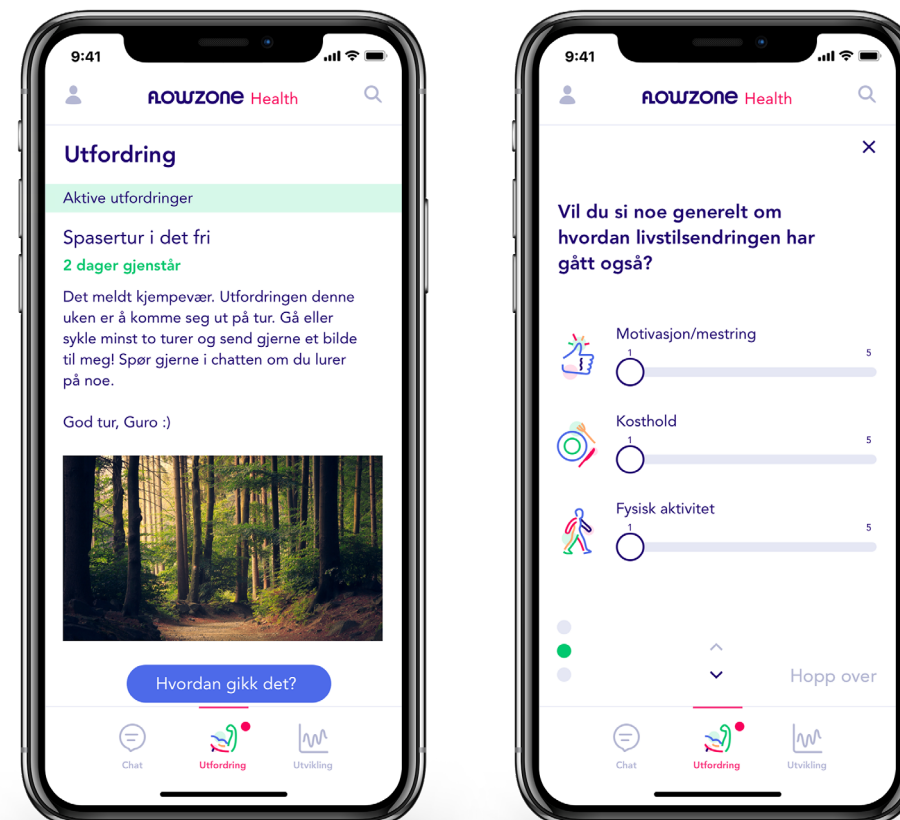 9:41
FLOWZONE Health
Utfordring
Aktive utfordringer
Spasertur i det fri
2 dager gjenstår
Det meldt kjempevær. Utfordringen denne
uken er å komme seg ut på tur. Gå eller
sykle minst to turer og send gjerne et bilde
til meg! Spør gjerne i chatten om du lurer
på noe.
God tur, Guro :)
Hvordan gikk det?
Chat
Utfordring
Utvikling
9:41
FLOWZONE Health
Vil du si noe generelt om
hvordan livstilsendringen har
gått også?
Motivasjon/mestring
1 5
Kosthold
1 5
Fysisk aktivitet
1 5
Hopp over
Chat
Utfordring
Utvikling